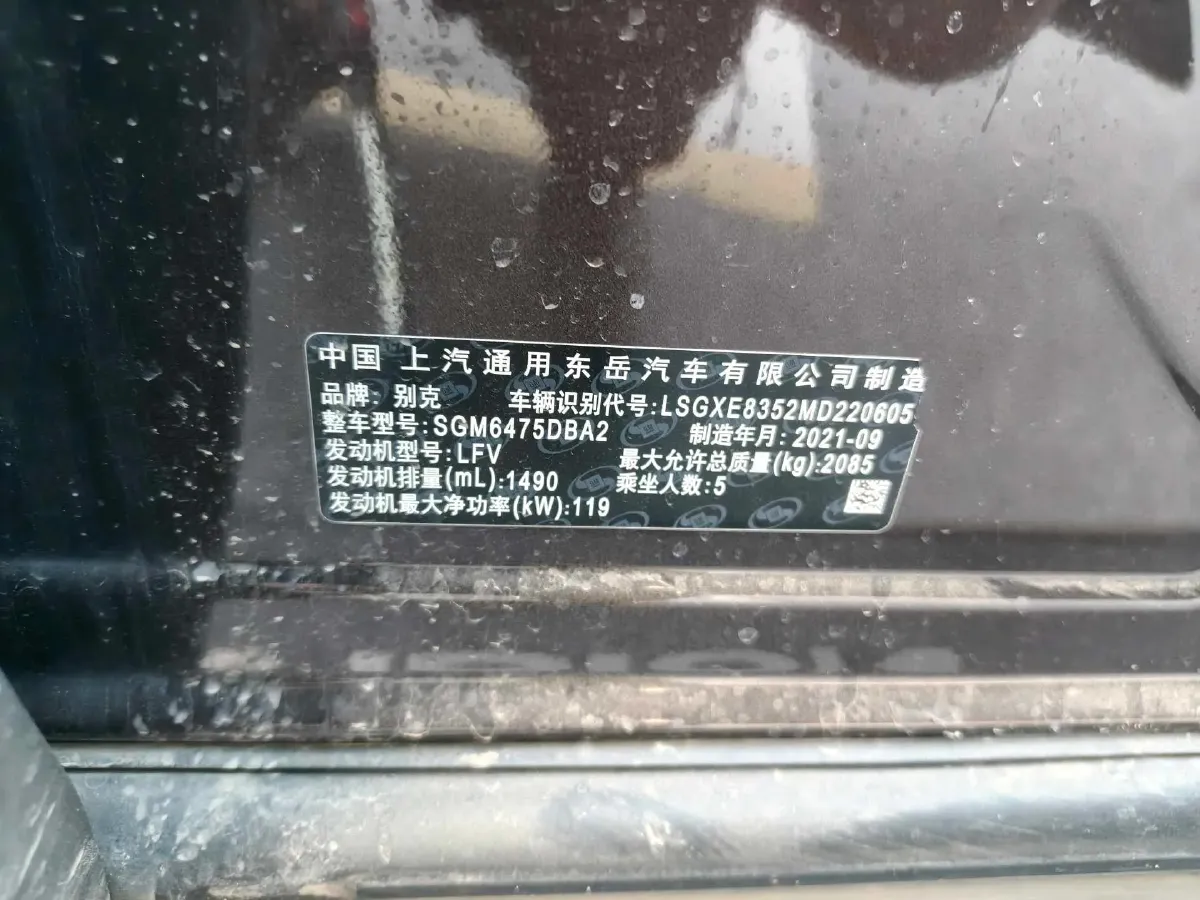 中国 上汽通用东岳汽车有限公司制造
品牌: 别克 车辆识别代号:LSGXE8352MD220605
整车型号:SGM6475DBA2 制造年月: 2021-09
发动机型号:LFV 最大允许总质量(kg):2085
发动机排量(mL):1490 乘坐人数:5
发动机最大净功率(kW):119